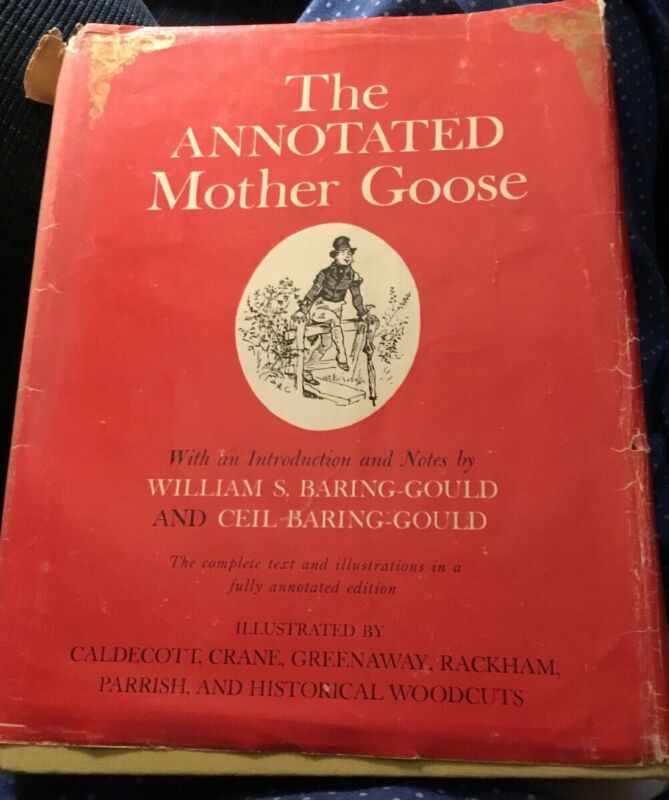 The
ANNOTATED
Mother Goose
R.C
With an Introduction and Notes by
WILLIAM S. BARING-GOULD
AND CEIL BARING-GOULD
The complete text and illustrations in a
fully annotated edition
ILLUSTRATED BY
CALDECOTT, CRANE, GREENAWAY, RACKHAM,
PARRISH, AND HISTORICAL WOODCUTS